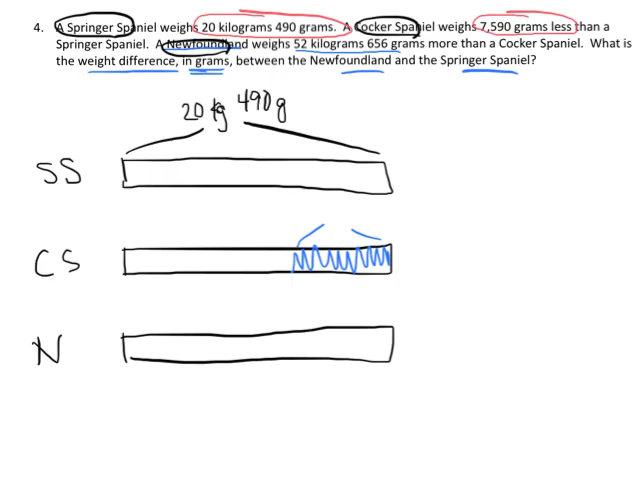 4. A Springer Spaniel weighs 20 kilograms 490 grams. A Cocker Spaniel weighs 7,590 grams less than a
Springer Spaniel. A Newfoundland weighs 52 kilograms 656 grams more than a Cocker Spaniel. What is
the weight difference, in grams, between the Newfoundland and the Springer Spaniel?
20 kg 490 g
SS
CS
N